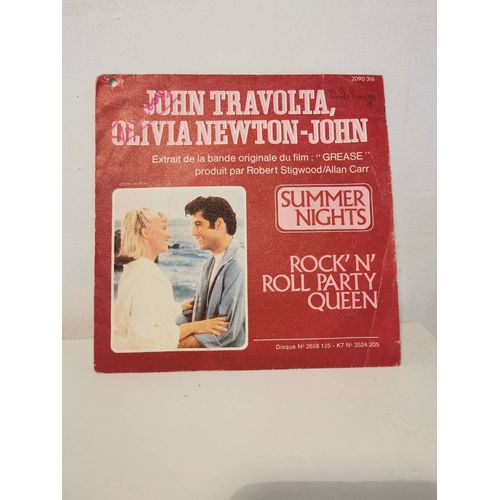 2090 316
JOHN TRAVOLTA,
OLIVIA NEWTON-JOHN
Extrait de la bande originale du film : "GREASE"
produit par Robert Stigwood/Allan Carr
SUMMER
NIGHTS
ROCK'N'
ROLL PARTY
QUEEN
Disque N° 2658 125 - K7 N° 3524 205